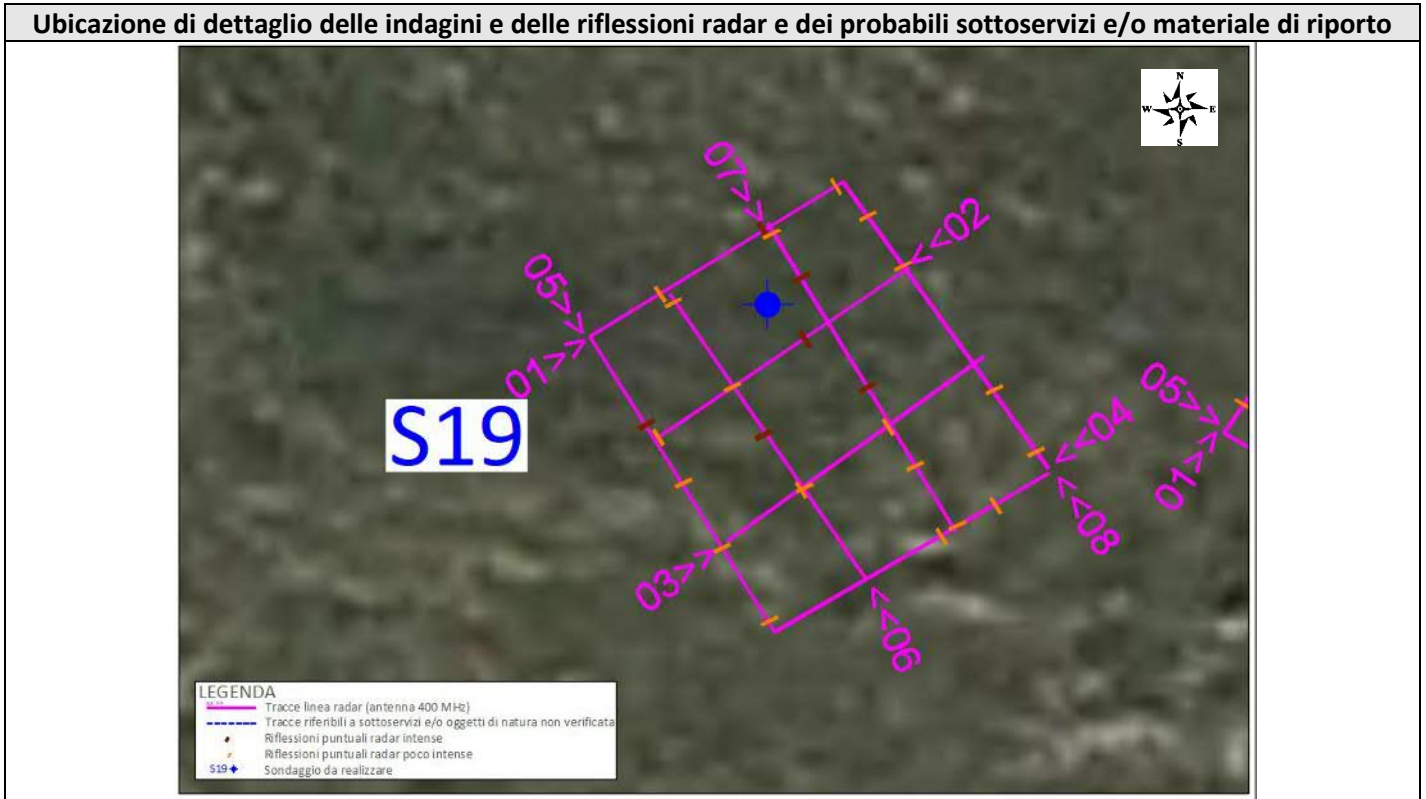 Ubicazione di dettaglio delle indagini e delle riflessioni radar e dei probabili sottoservizi e/o materiale di riporto
N
W E
S
07>>
<<02
05>>
01>>
S19
05>>
01>>
<<04
<<08
03>>
<<06
LEGENDA
Tracce linea radar (antenna 400 MHz)
Tracce riferibili a sottoservizi e/o oggetti di natura non verificata
Riflessioni puntuali radar intense
Riflessioni puntuali radar poco intense
S19 Sondaggio da realizzare